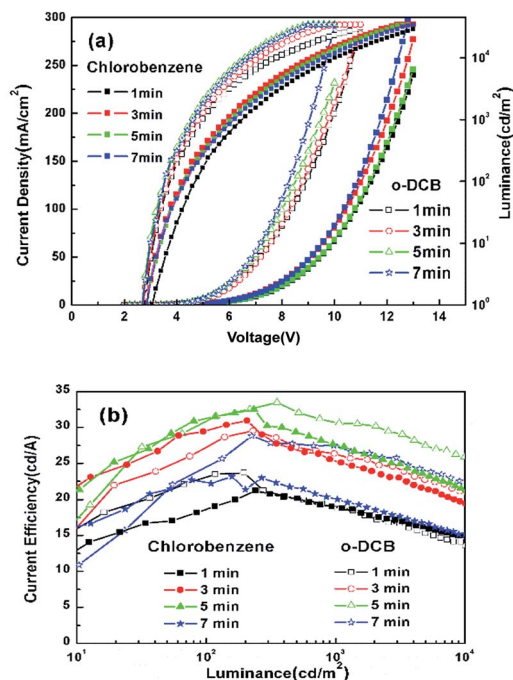 (a)
Chlorobenzene
1min
3min
5min
7min
o-DCB
1min
3min
5min
7min
Current Density(mA/cm²)
300
250
200
150
100
50
0
Luminance(cd/m²)
10⁴
10³
10²
10¹
10⁰
0 2 4 6 8 10 12 14
Voltage(V)
(b)
Current Efficiency(cd/A)
35
30
25
20
15
10
5
0
Chlorobenzene
1 min
3 min
5 min
7 min
o-DCB
1 min
3 min
5 min
7 min
10¹ 10² 10³ 10⁴
Luminance(cd/m²)